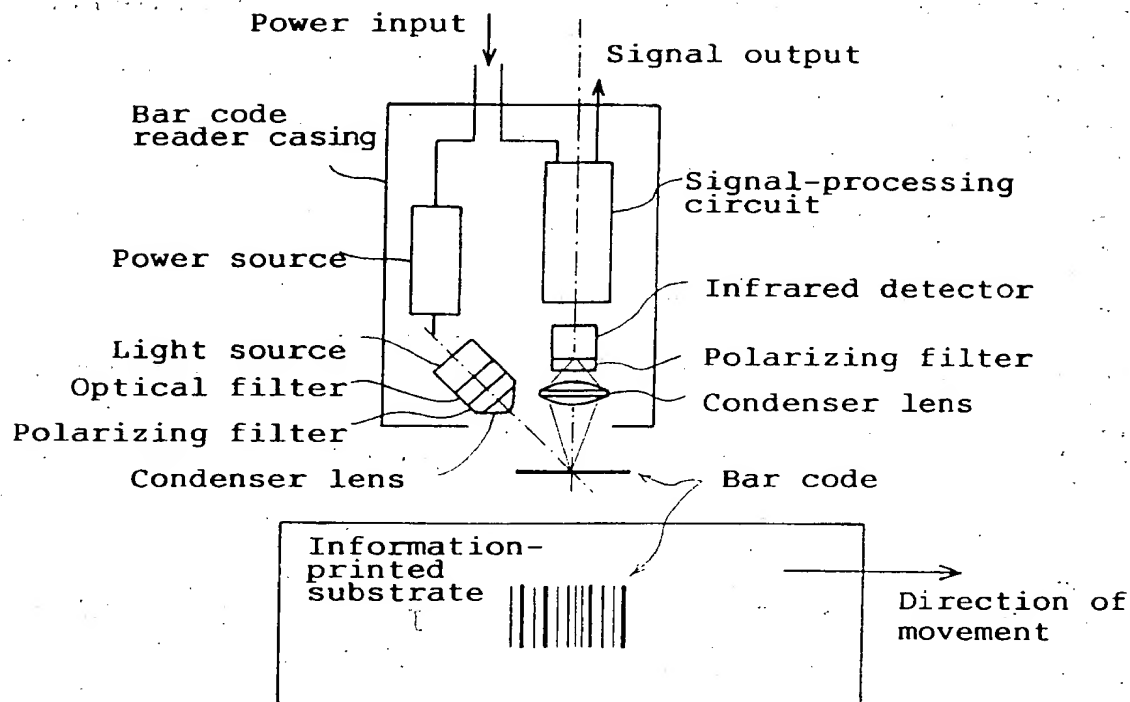 Power input
Signal output
Bar code
reader casing
Signal-processing
circuit
Power source
Infrared detector
Light source
Polarizing filter
Optical filter
Condenser lens
Polarizing filter
Condenser lens
Bar code
Information-
printed
substrate
Direction of
movement